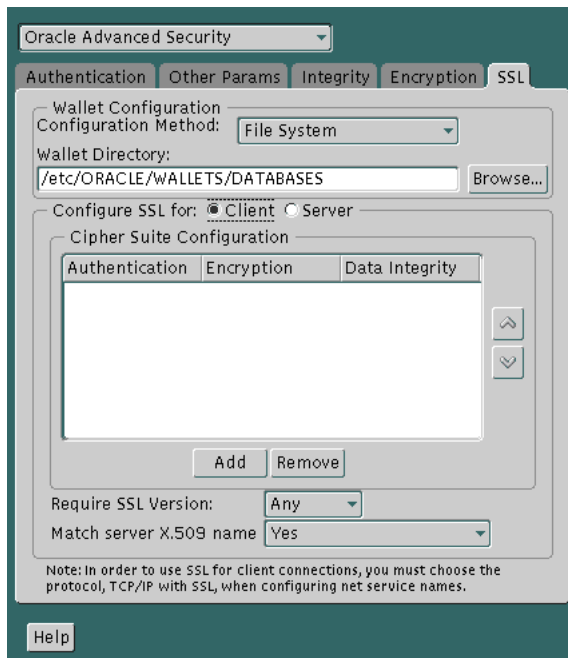 Oracle Advanced Security
Authentication Other Params Integrity Encryption SSL
Wallet Configuration
Configuration Method: File System
Wallet Directory:
/etc/ORACLE/WALLETS/DATABASES Browse...
Configure SSL for: Client Server
Cipher Suite Configuration
Authentication Encryption Data Integrity
Add Remove
Require SSL Version: Any
Match server X.509 name Yes
Note: In order to use SSL for client connections, you must choose the
protocol, TCP/IP with SSL, when configuring net service names.
Help